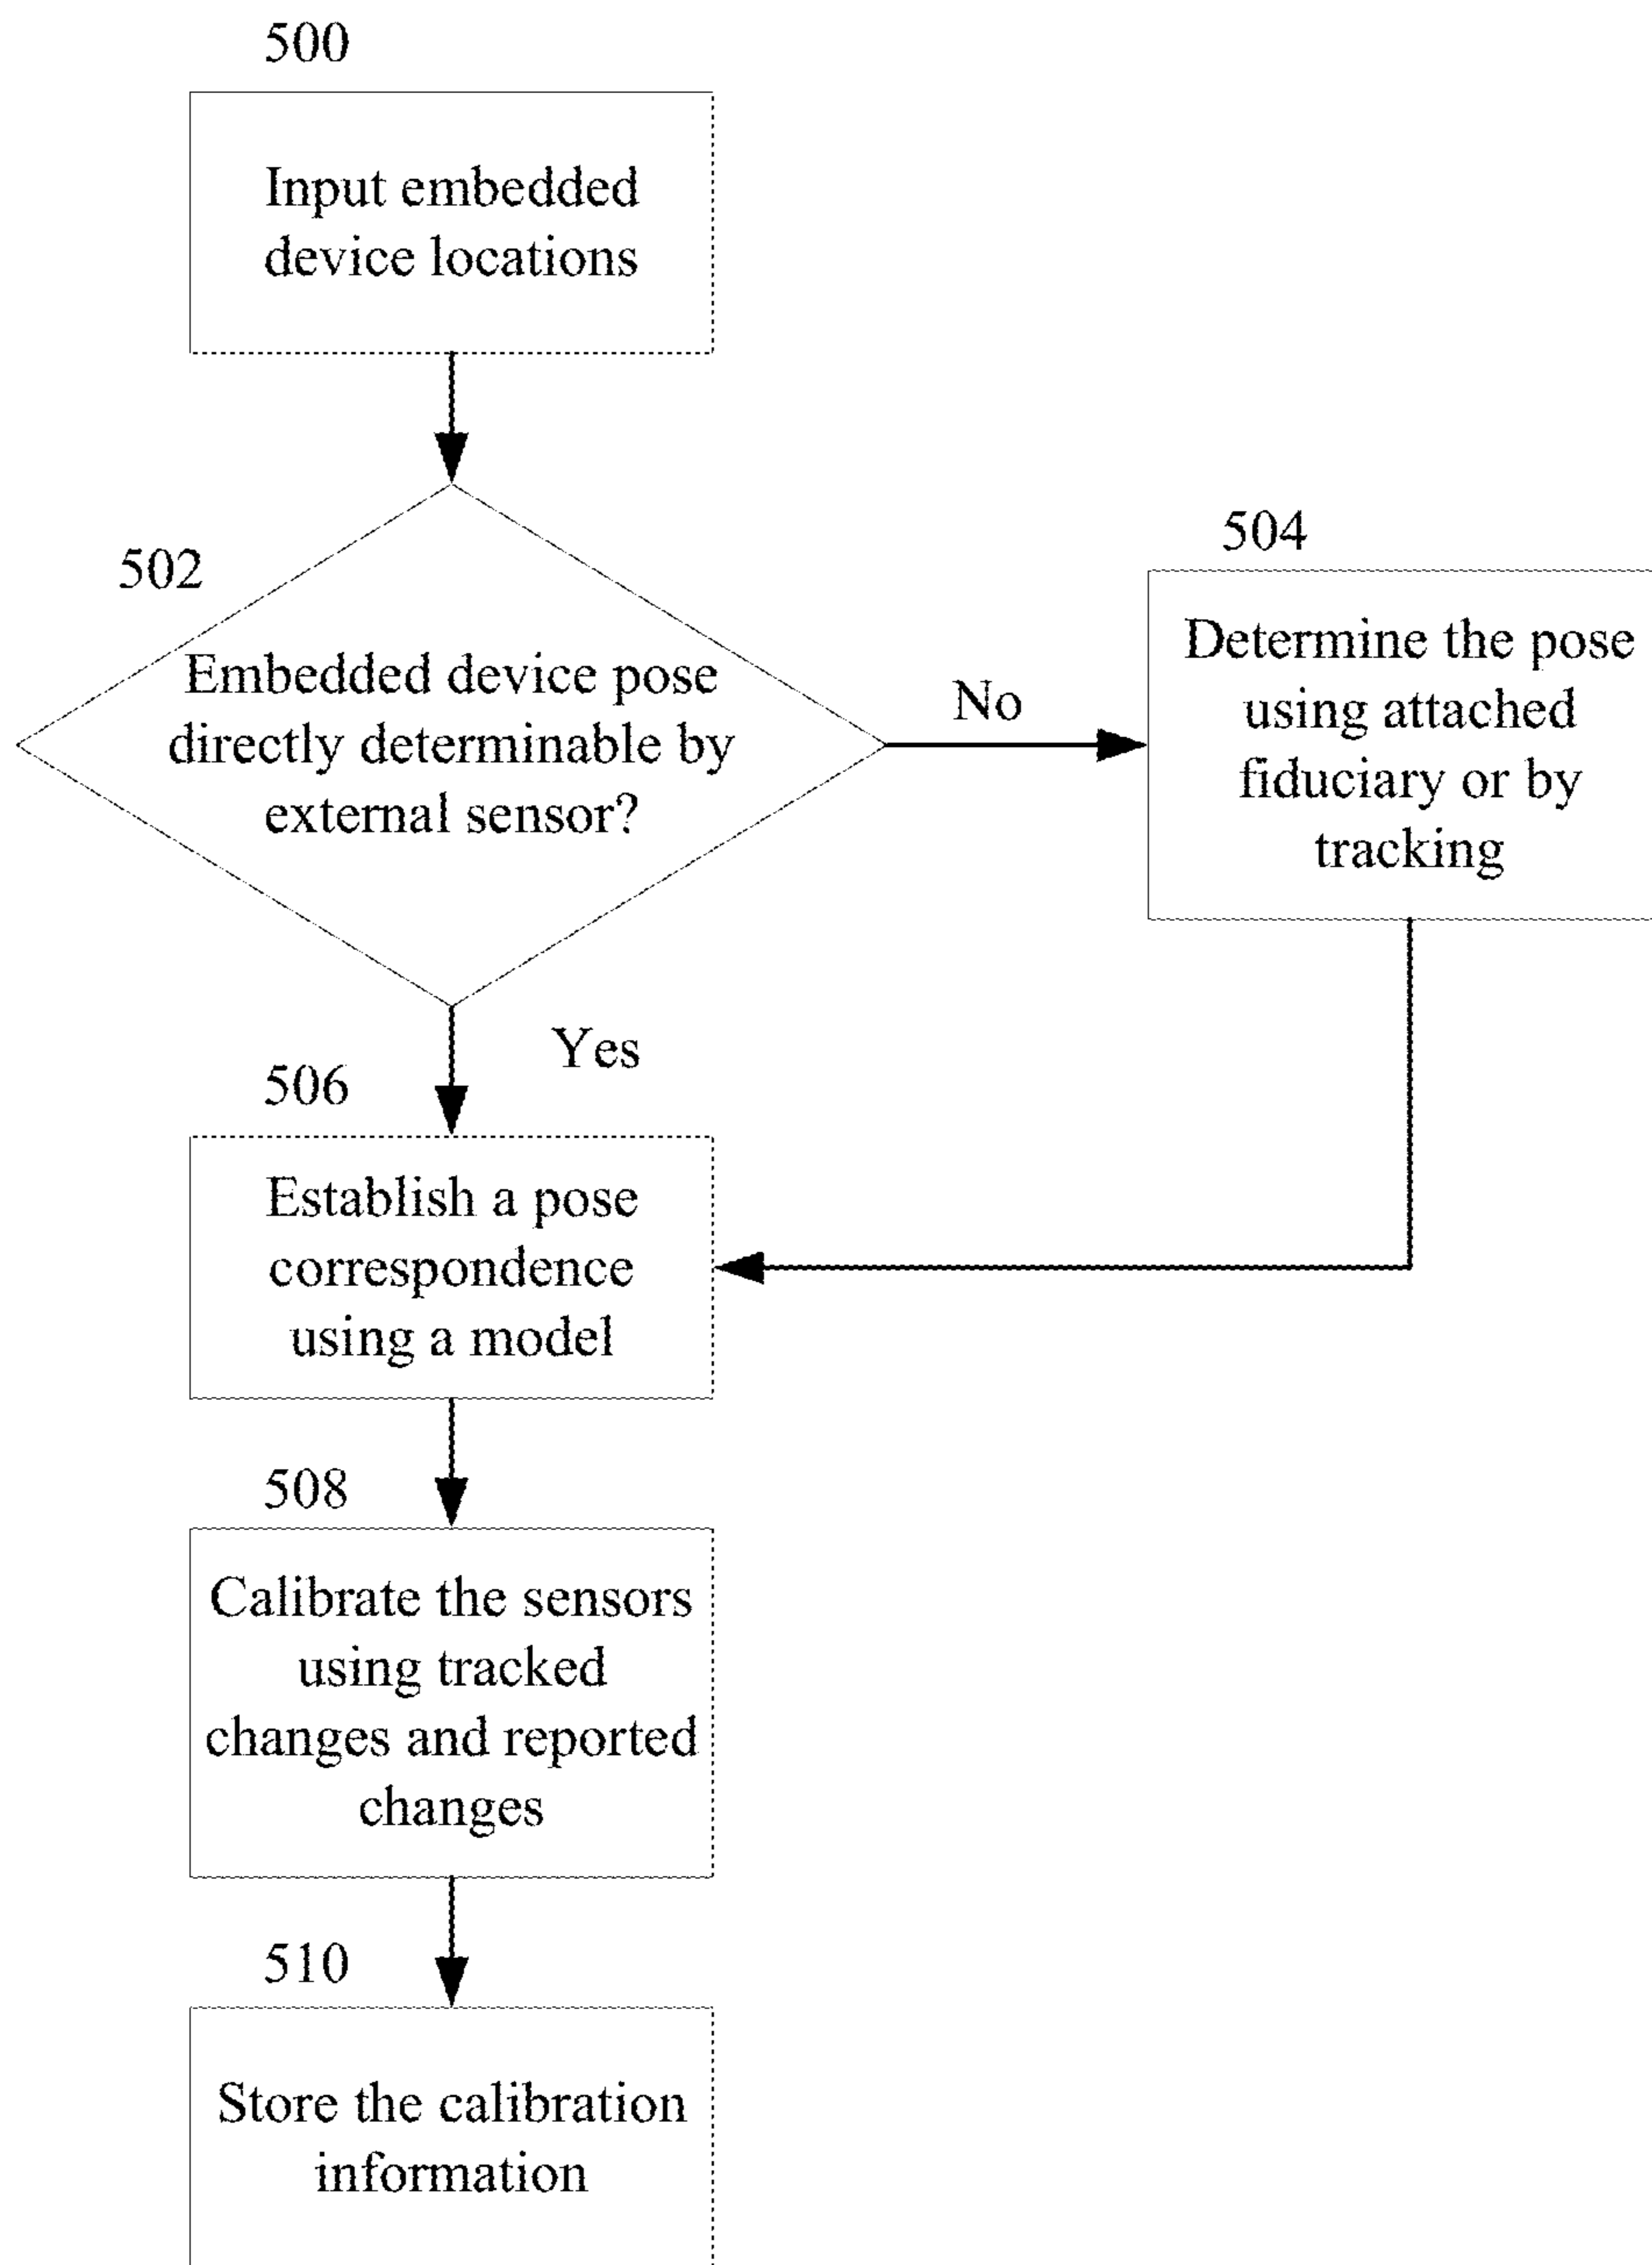 500
Input embedded
device locations
502
Embedded device pose
directly determinable by
external sensor?
No
504
Determine the pose
using attached
fiduciary or by
tracking
Yes
506
Establish a pose
correspondence
using a model
508
Calibrate the sensors
using tracked
changes and reported
changes
510
Store the calibration
information